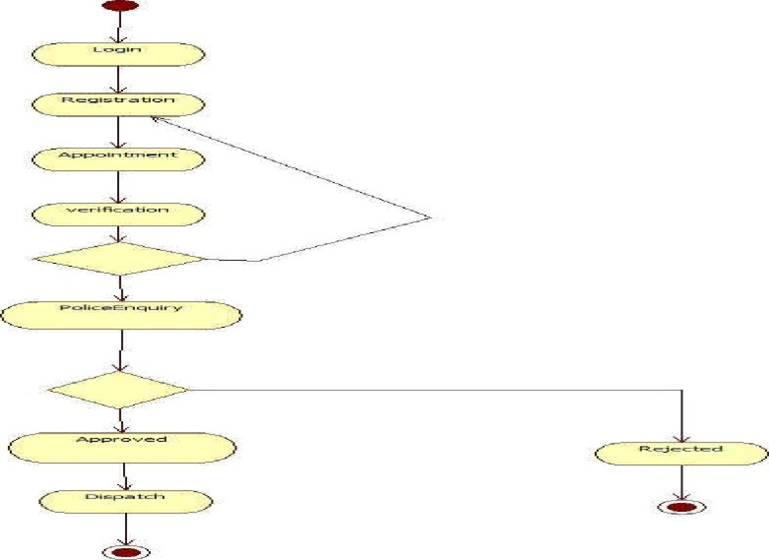 Login
Registration
Appointment
verification
PoliceEnquiry
Approved
Rejected
Dispatch